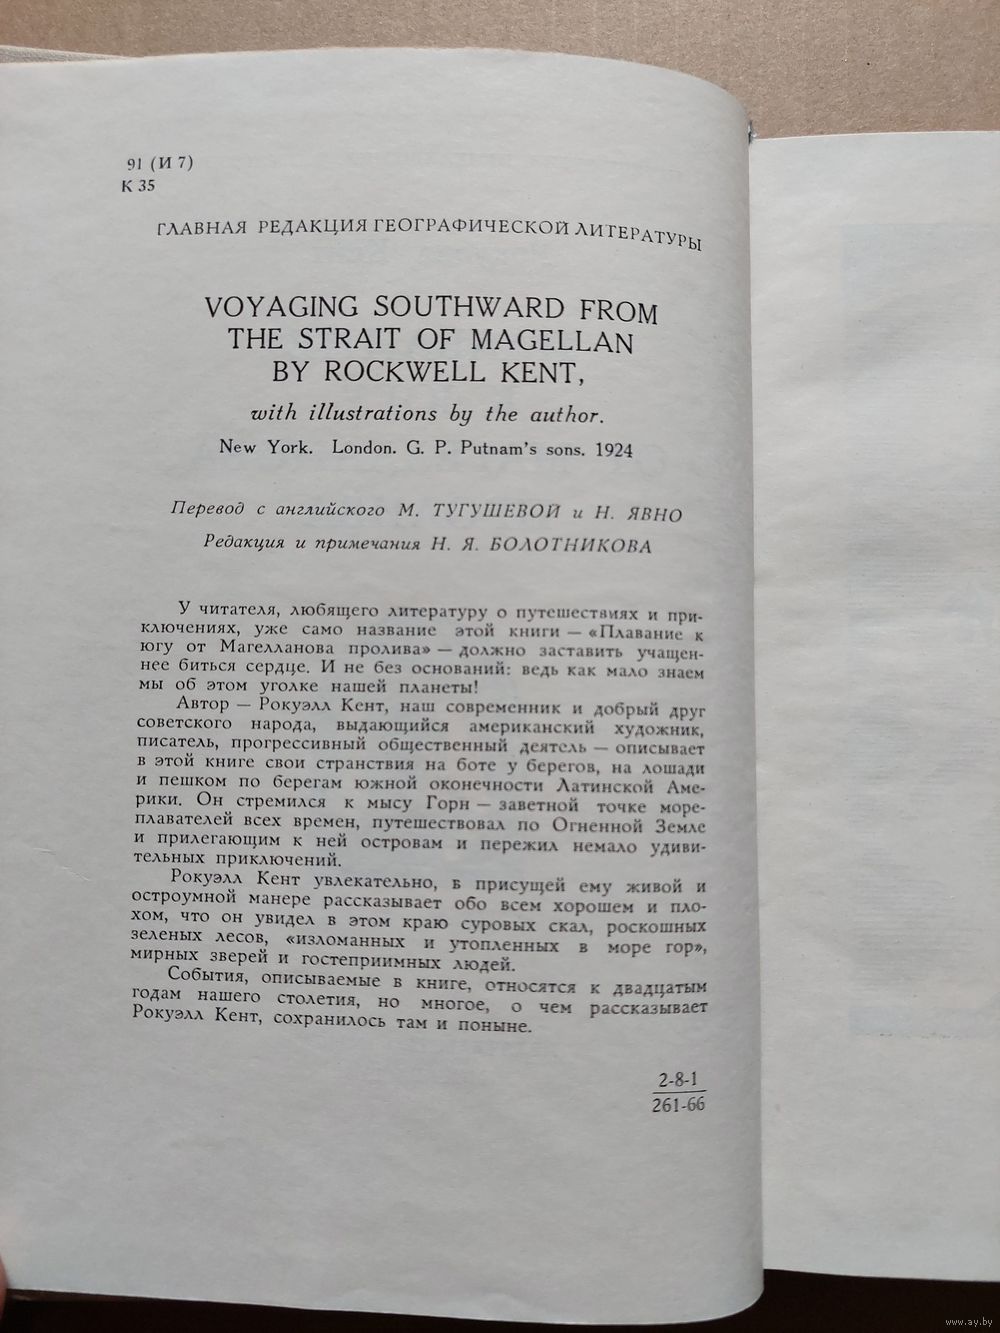 91 (И 7)
К 35
ГЛАВНАЯ РЕДАКЦИЯ ГЕОГРАФИЧЕСКОЙ ЛИТЕРАТУРЫ
VOYAGING SOUTHWARD FROM
THE STRAIT OF MAGELLAN
BY ROCKWELL KENT,
with illustrations by the author.
New York. London. G. P. Putnam's sons. 1924
Перевод с английского М. ТУГУШЕВОЙ и Н. ЯВНО
Редакция и примечания Н. Я. БОЛОТНИКОВА
У читателя, любящего литературу о путешествиях и при-
ключениях, уже само название этой книги — «Плавание к
югу от Магелланова пролива» — должно заставить учащен-
нее биться сердце. И не без оснований: ведь как мало знаем
мы об этом уголке нашей планеты!
Автор — Рокуэлл Кент, наш современник и добрый друг
советского народа, выдающийся американский художник,
писатель, прогрессивный общественный деятель — описывает
в этой книге свои странствия на боте у берегов, на лошади
и пешком по берегам южной оконечности Латинской Аме-
рики. Он стремился к мысу Горн — заветной точке море-
плавателей всех времен, путешествовал по Огненной Земле
и прилегающим к ней островам и пережил немало удиви-
тельных приключений.
Рокуэлл Кент увлекательно, в присущей ему живой и
остроумной манере рассказывает обо всем хорошем и пло-
хом, что он увидел в этом краю суровых скал, роскошных
зеленых лесов, «изломанных и утопленных в море гор»,
мирных зверей и гостеприимных людей.
События, описываемые в книге, относятся к двадцатым
годам нашего столетия, но многое, о чем рассказывает
Рокуэлл Кент, сохранилось там и поныне.
2-8-1
261-66
www.ay.by